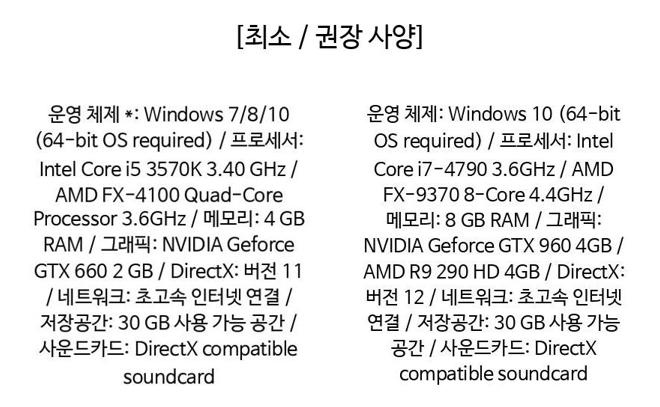 [최소 / 권장 사양]
운영 체제 *: Windows 7/8/10
(64-bit OS required) / 프로세서:
Intel Core i5 3570K 3.40 GHz /
AMD FX-4100 Quad-Core
Processor 3.6GHz / 메모리: 4 GB
RAM / 그래픽: NVIDIA Geforce
GTX 660 2 GB / DirectX: 버전 11
/ 네트워크: 초고속 인터넷 연결 /
저장공간: 30 GB 사용 가능 공간 /
사운드카드: DirectX compatible
soundcard
운영 체제: Windows 10 (64-bit
OS required) / 프로세서: Intel
Core i7-4790 3.6GHz / AMD
FX-9370 8-Core 4.4GHz /
메모리: 8 GB RAM / 그래픽:
NVIDIA Geforce GTX 960 4GB /
AMD R9 290 HD 4GB / DirectX:
버전 12 / 네트워크: 초고속 인터넷
연결 / 저장공간: 30 GB 사용 가능
공간 / 사운드카드: DirectX
compatible soundcard